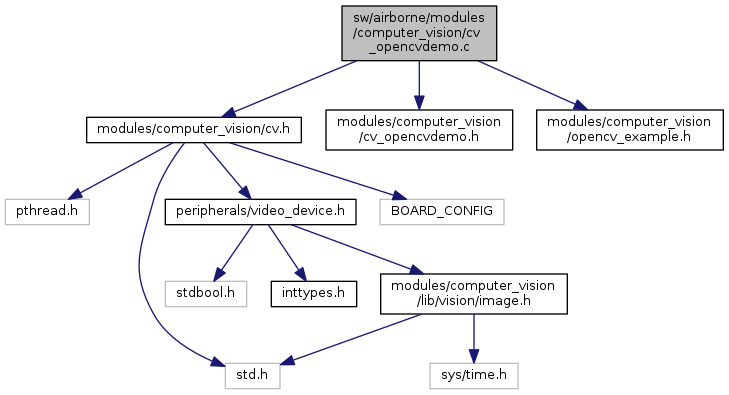 sw/airborne/modules
/computer_vision/cv
_opencvdemo.c
modules/computer_vision/cv.h
modules/computer_vision
/cv_opencvdemo.h
modules/computer_vision
/opencv_example.h
pthread.h
peripherals/video_device.h
BOARD_CONFIG
stdbool.h
inttypes.h
modules/computer_vision
/lib/vision/image.h
std.h
sys/time.h